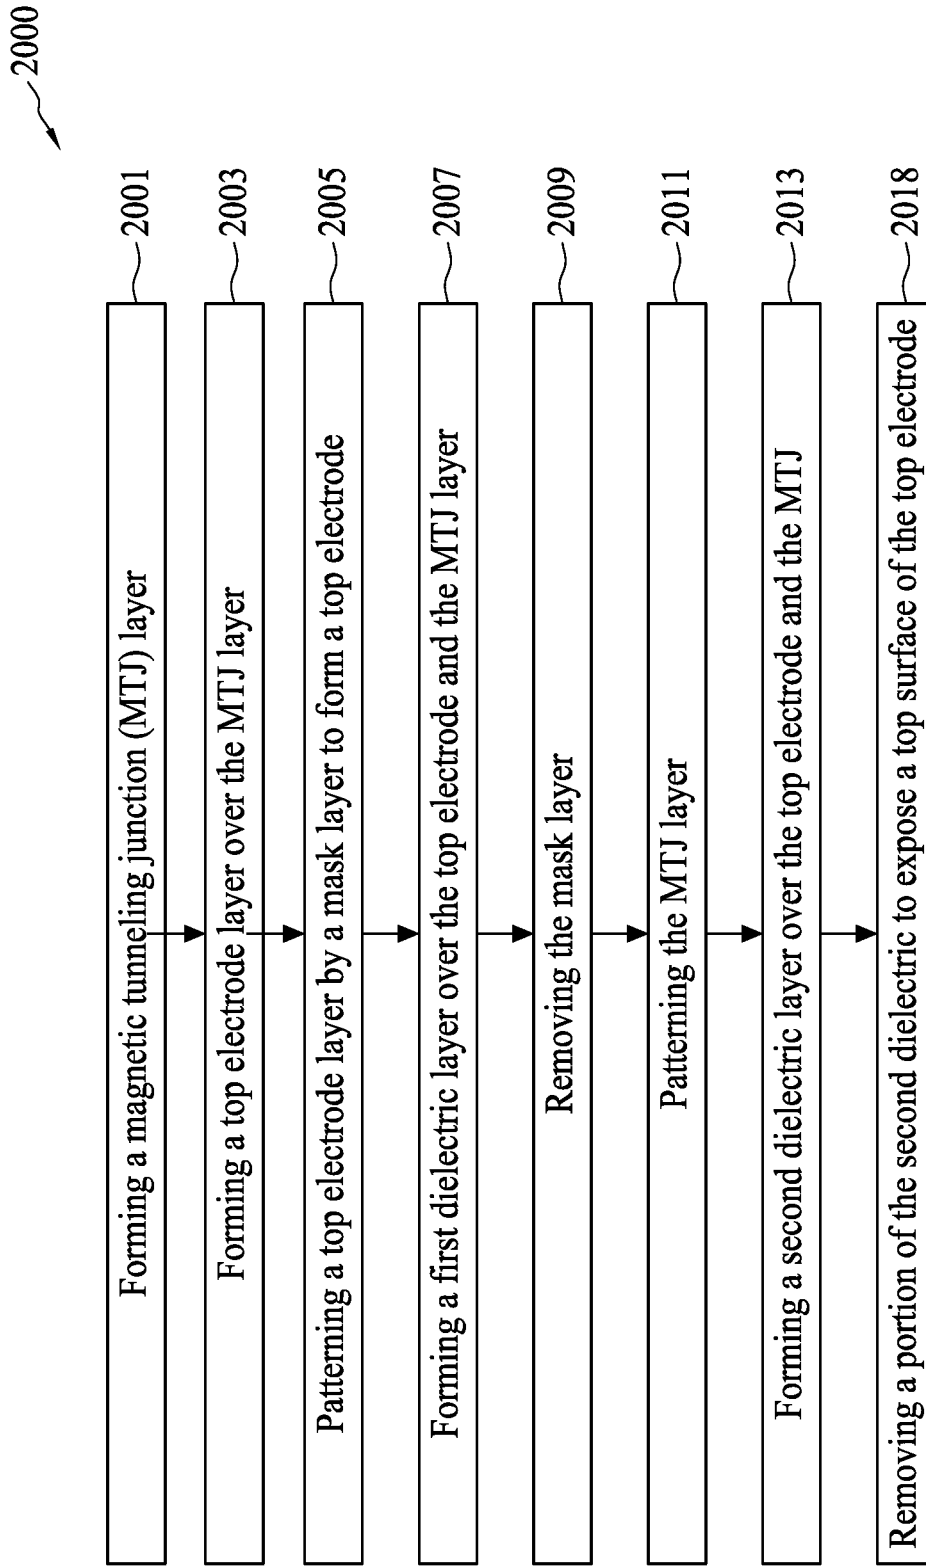 2000
Forming a magnetic tunneling junction (MTJ) layer
2001
Forming a top electrode layer over the MTJ layer
2003
Patterning a top electrode layer by a mask layer to form a top electrode
2005
Forming a first dielectric layer over the top electrode and the MTJ layer
2007
Removing the mask layer
2009
Patterning the MTJ layer
2011
Forming a second dielectric layer over the top electrode and the MTJ
2013
Removing a portion of the second dielectric to expose a top surface of the top electrode
2018